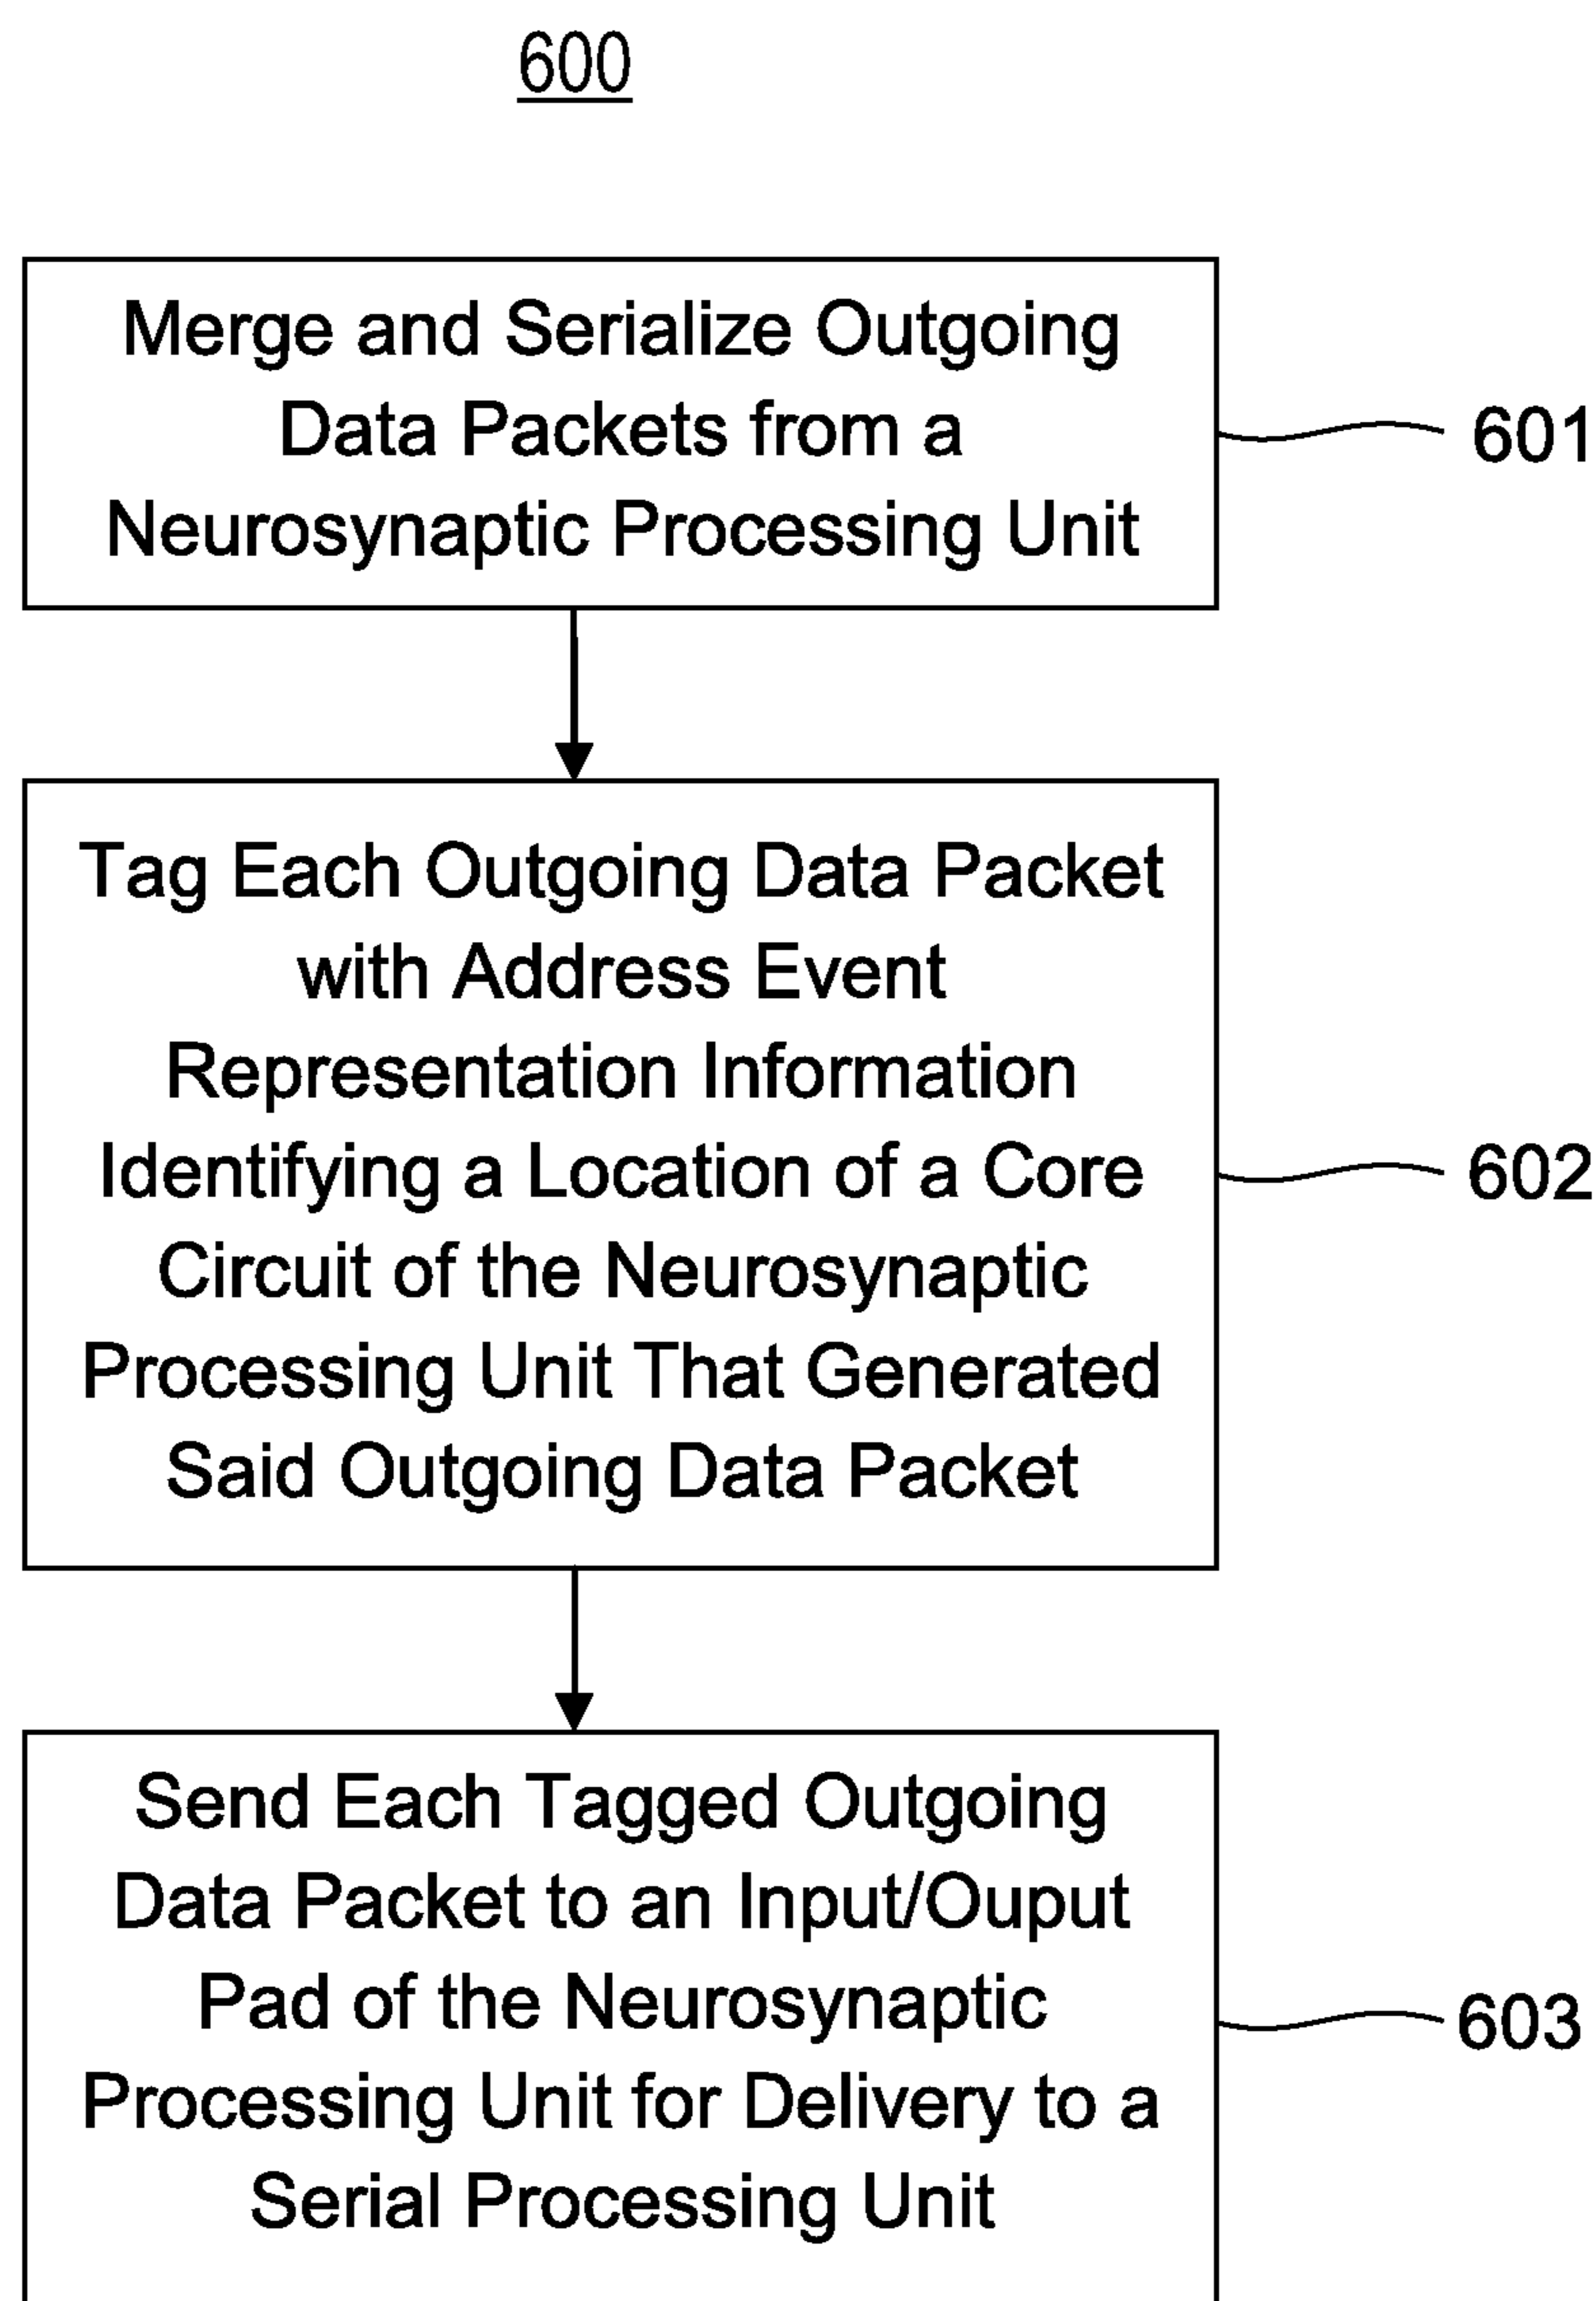 600
Merge and Serialize Outgoing
Data Packets from a
Neurosynaptic Processing Unit
601
Tag Each Outgoing Data Packet
with Address Event
Representation Information
Identifying a Location of a Core
Circuit of the Neurosynaptic
Processing Unit That Generated
Said Outgoing Data Packet
602
Send Each Tagged Outgoing
Data Packet to an Input/Ouput
Pad of the Neurosynaptic
Processing Unit for Delivery to a
Serial Processing Unit
603